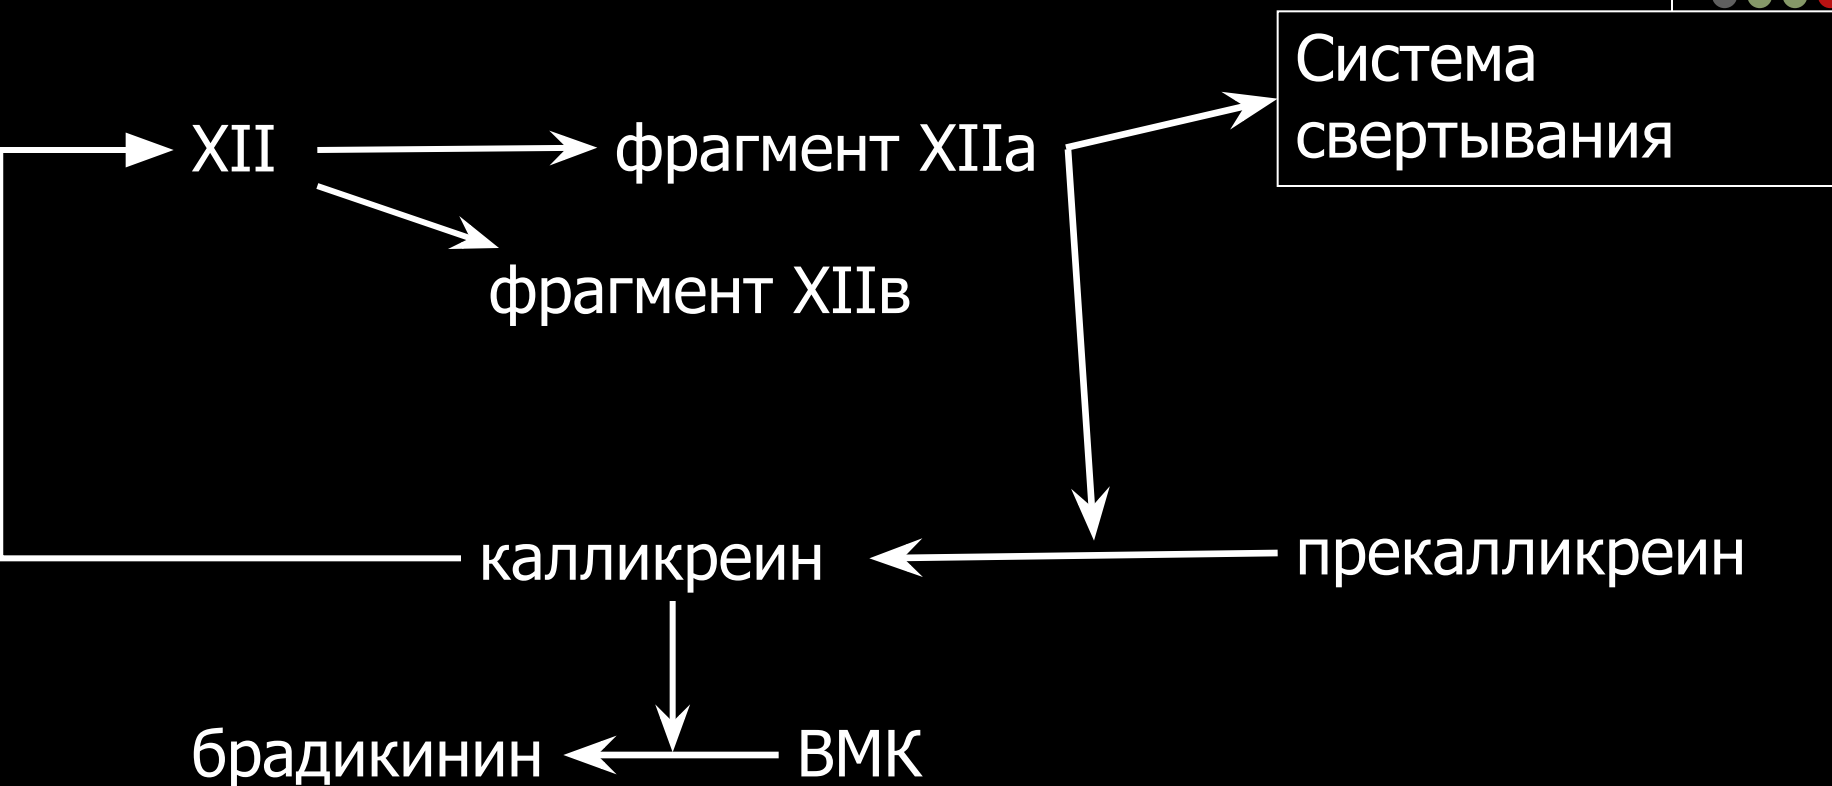 Система
свертывания
XII
фрагмент XIIа
фрагмент XIIв
калликреин
прекалликреин
брадикинин
ВМК